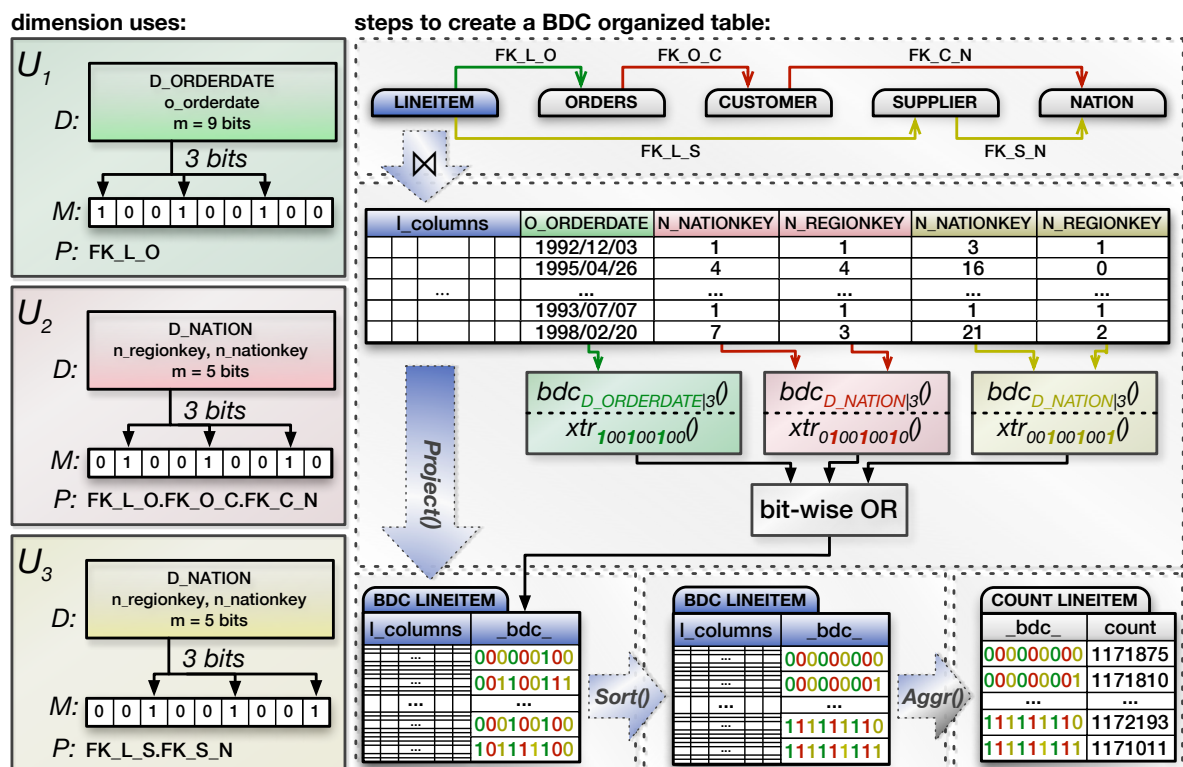 dimension uses:
U1
D_ORDERDATE
o_orderdate
m = 9 bits
D:
3 bits
M: 1 0 0 1 0 0 1 0 0
P: FK_L_O
U2
D_NATION
n_regionkey, n_nationkey
m = 5 bits
D:
3 bits
M: 0 1 0 0 1 0 0 1 0
P: FK_L_O.FK_O_C.FK_C_N
U3
D_NATION
n_regionkey, n_nationkey
m = 5 bits
D:
3 bits
M: 0 0 1 0 0 1 0 0 1
P: FK_L_S.FK_S_N
steps to create a BDC organized table:
FK_L_O FK_O_C FK_C_N
LINEITEM ORDERS CUSTOMER SUPPLIER NATION
FK_L_S FK_S_N
⋈
l_columns O_ORDERDATE N_NATIONKEY N_REGIONKEY N_NATIONKEY N_REGIONKEY
1992/12/03 1 1 3 1
1995/04/26 4 4 16 0
... ... ... ... ... ...
1993/07/07 1 1 1 1
1998/02/20 7 3 21 2
bdcD_ORDERDATE|3() bdcD_NATION|3() bdcD_NATION|3()
xtr100100100() xtr010010010() xtr001001001()
Project()
bit-wise OR
BDC LINEITEM
l_columns _bdc_
... 000000100
... 001100111
...
... 000100100
... 101111100
Sort()
BDC LINEITEM
l_columns _bdc_
... 000000000
... 000000001
...
... 111111110
... 111111111
Aggr()
COUNT LINEITEM
_bdc_ count
000000000 1171875
000000001 1171810
... ...
111111110 1172193
111111111 1171011